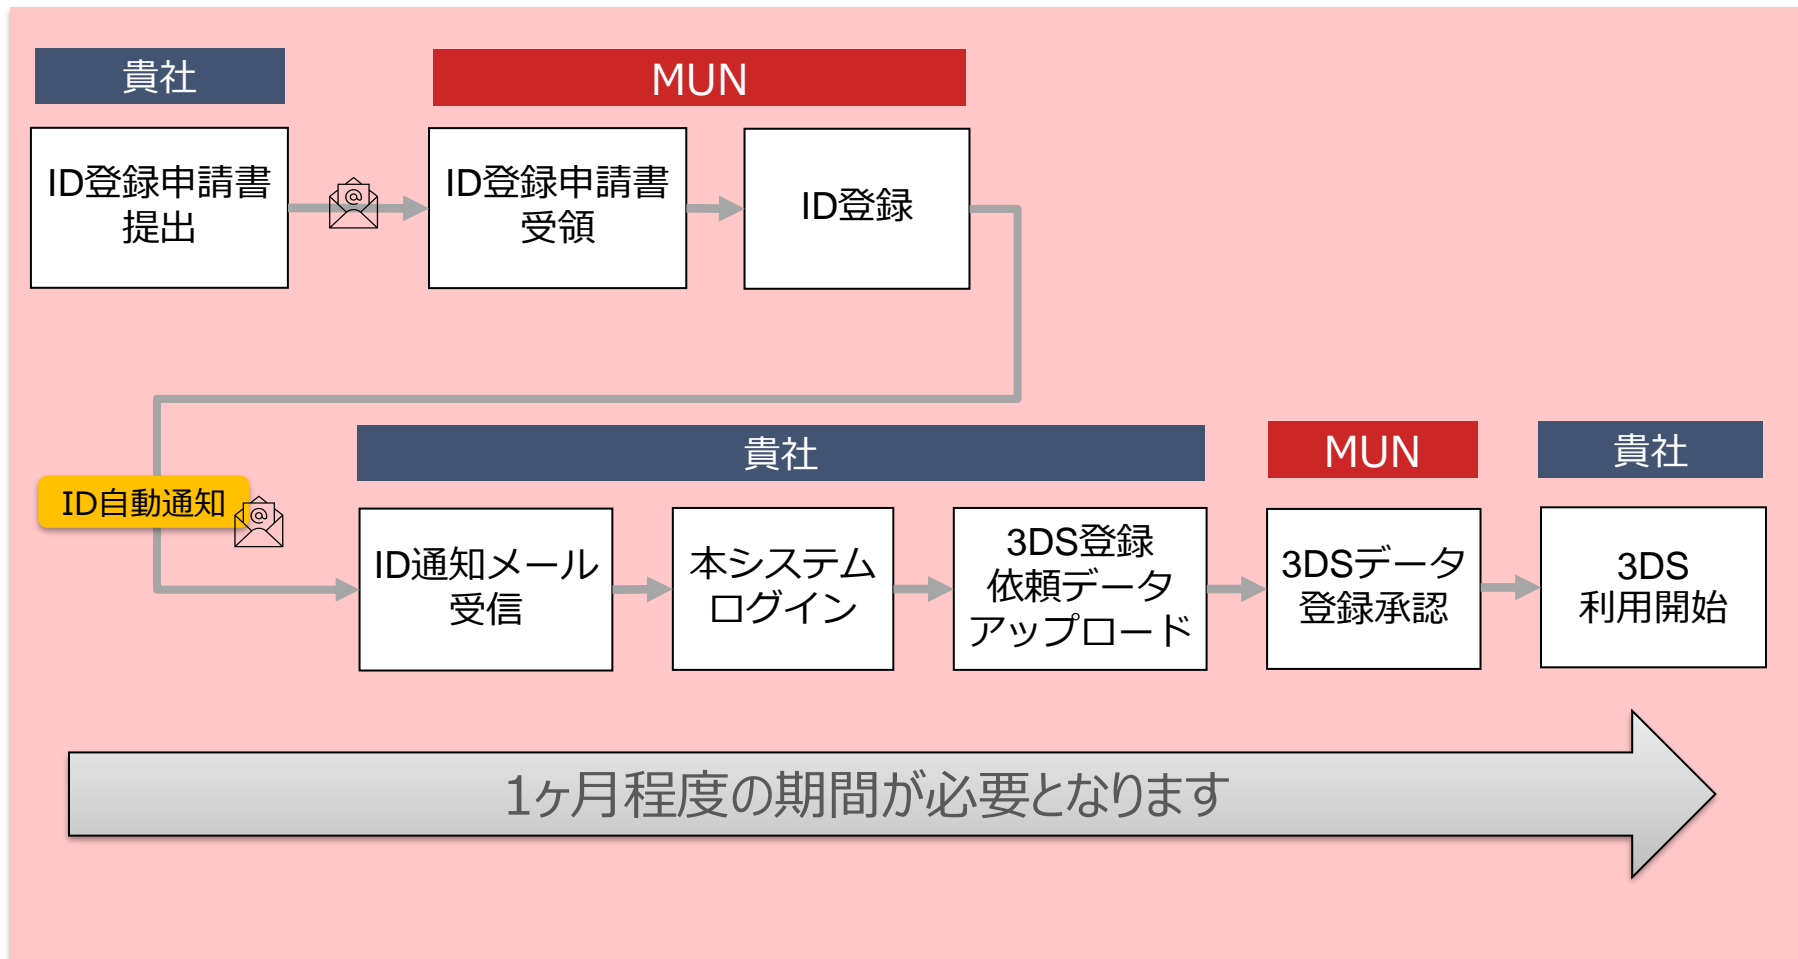 貴社
MUN
ID登録申請書
提出
@
ID登録申請書
受領
ID登録
貴社
MUN
貴社
ID自動通知
@
ID通知メール
受信
本システム
ログイン
3DS登録
依頼データ
アップロード
3DSデータ
登録承認
3DS
利用開始
1ヶ月程度の期間が必要となります